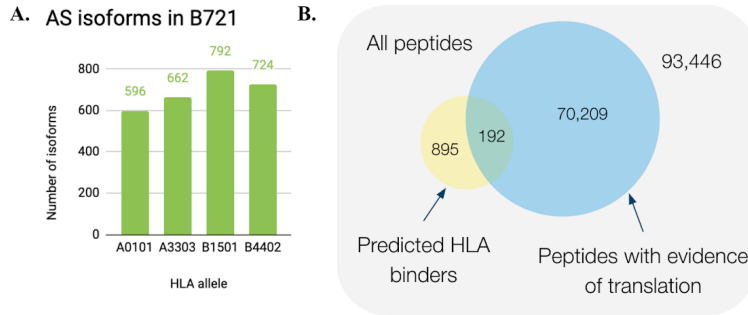 A. AS isoforms in B721
Number of isoforms
800
600
400
200
0
596
662
792
724
A0101 A3303 B1501 B4402
HLA allele
B.
All peptides
93,446
70,209
895
192
Predicted HLA
binders
Peptides with evidence
of translation